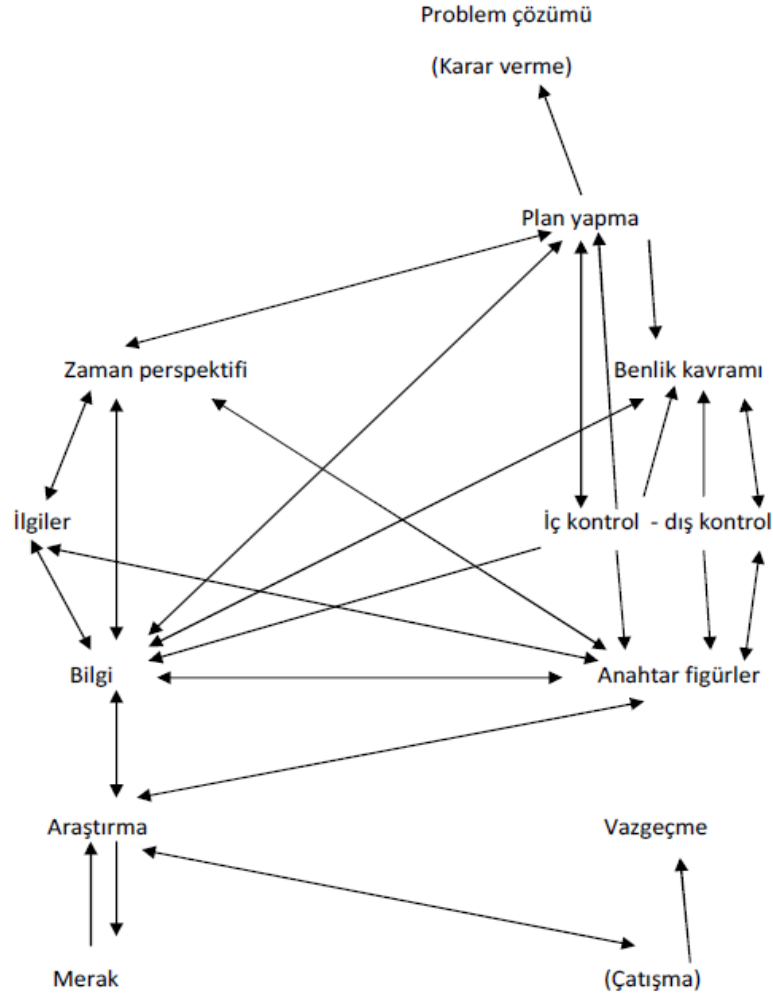 Problem çözümü
(Karar verme)
Plan yapma
Zaman perspektifi
Benlik kavramı
İlgiler
İç kontrol - dış kontrol
Bilgi
Anahtar figürler
Araştırma
Vazgeçme
Merak
(Çatışma)